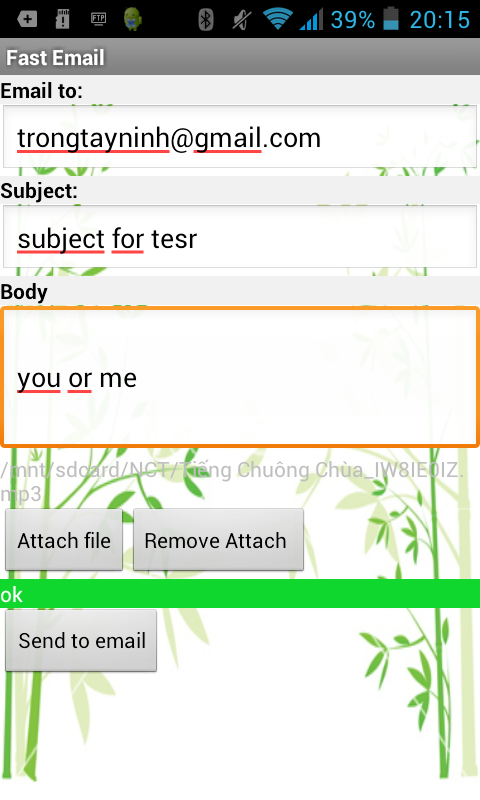 FTP 39% 20:15
Fast Email
Email to:
trongtayninh@gmail.com
Subject:
subject for tesr
Body
you or me
/mnt/sdcard/NCT/Tiếng Chuông Chùa_IW8IE0IZ.
mp3
Attach file Remove Attach
ok
Send to email